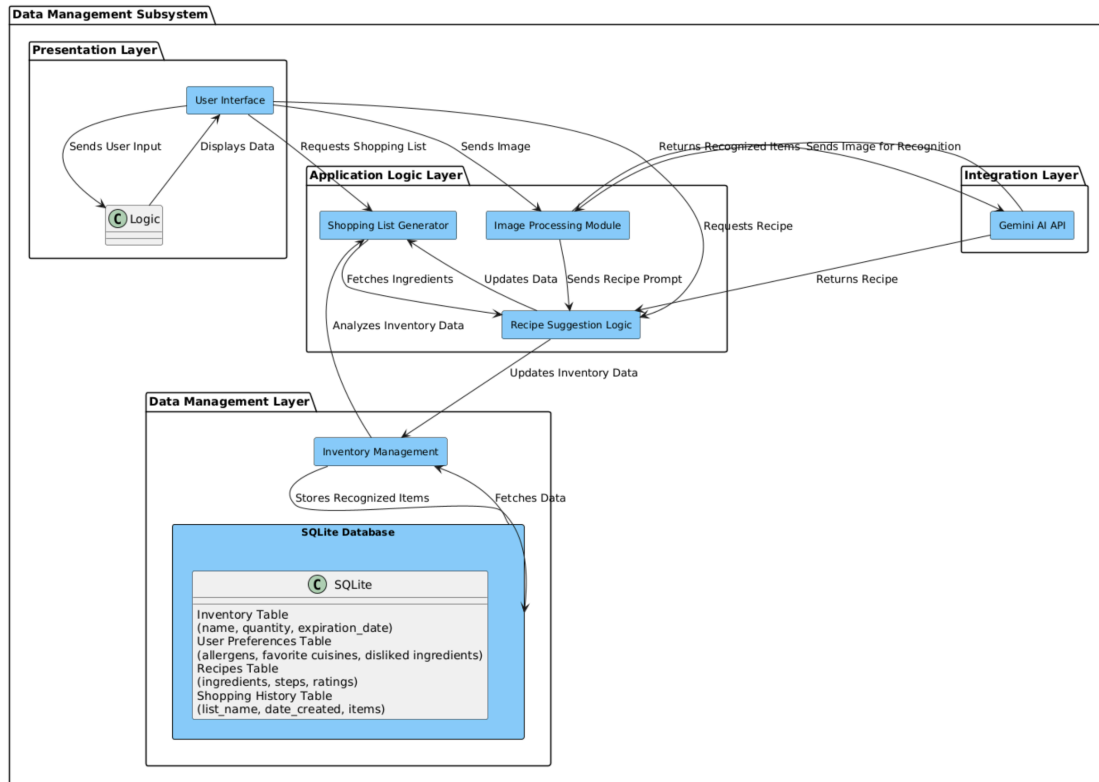 Data Management Subsystem
Presentation Layer
User Interface
Sends User Input
Displays Data
Requests Shopping List
Sends Image
Returns Recognized Items
Sends Image for Recognition
C Logic
Application Logic Layer
Integration Layer
Shopping List Generator
Image Processing Module
Requests Recipe
Gemini AI API
Fetches Ingredients
Updates Data
Sends Recipe Prompt
Returns Recipe
Analyzes Inventory Data
Recipe Suggestion Logic
Updates Inventory Data
Data Management Layer
Inventory Management
Stores Recognized Items
Fetches Data
SQLite Database
C SQLite
Inventory Table
(name, quantity, expiration_date)
User Preferences Table
(allergens, favorite cuisines, disliked ingredients)
Recipes Table
(ingredients, steps, ratings)
Shopping History Table
(list_name, date_created, items)